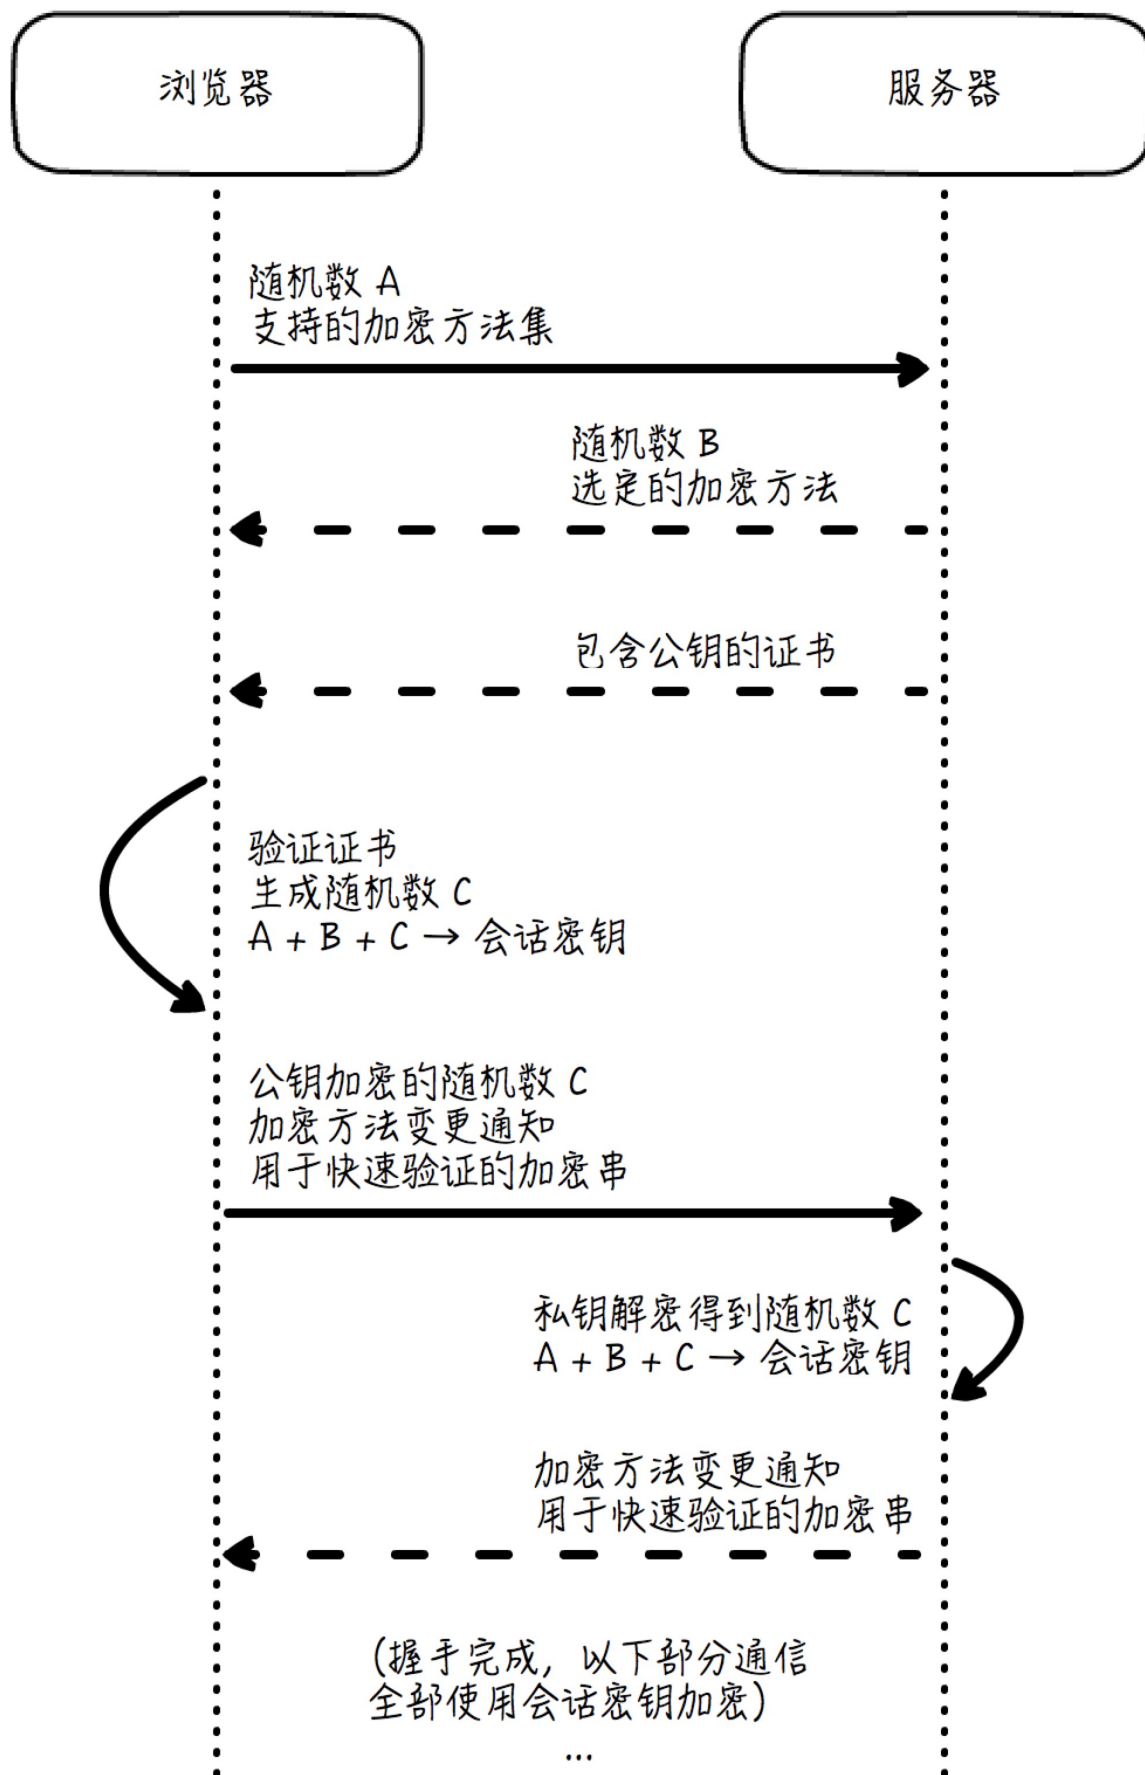 浏览器
服务器
随机数 A
支持的加密方法集
随机数 B
选定的加密方法
包含公钥的证书
验证证书
生成随机数 C
A + B + C → 会话密钥
公钥加密的随机数 C
加密方法变更通知
用于快速验证的加密串
私钥解密得到随机数 C
A + B + C → 会话密钥
加密方法变更通知
用于快速验证的加密串
(握手完成, 以下部分通信
全部使用会话密钥加密)
...